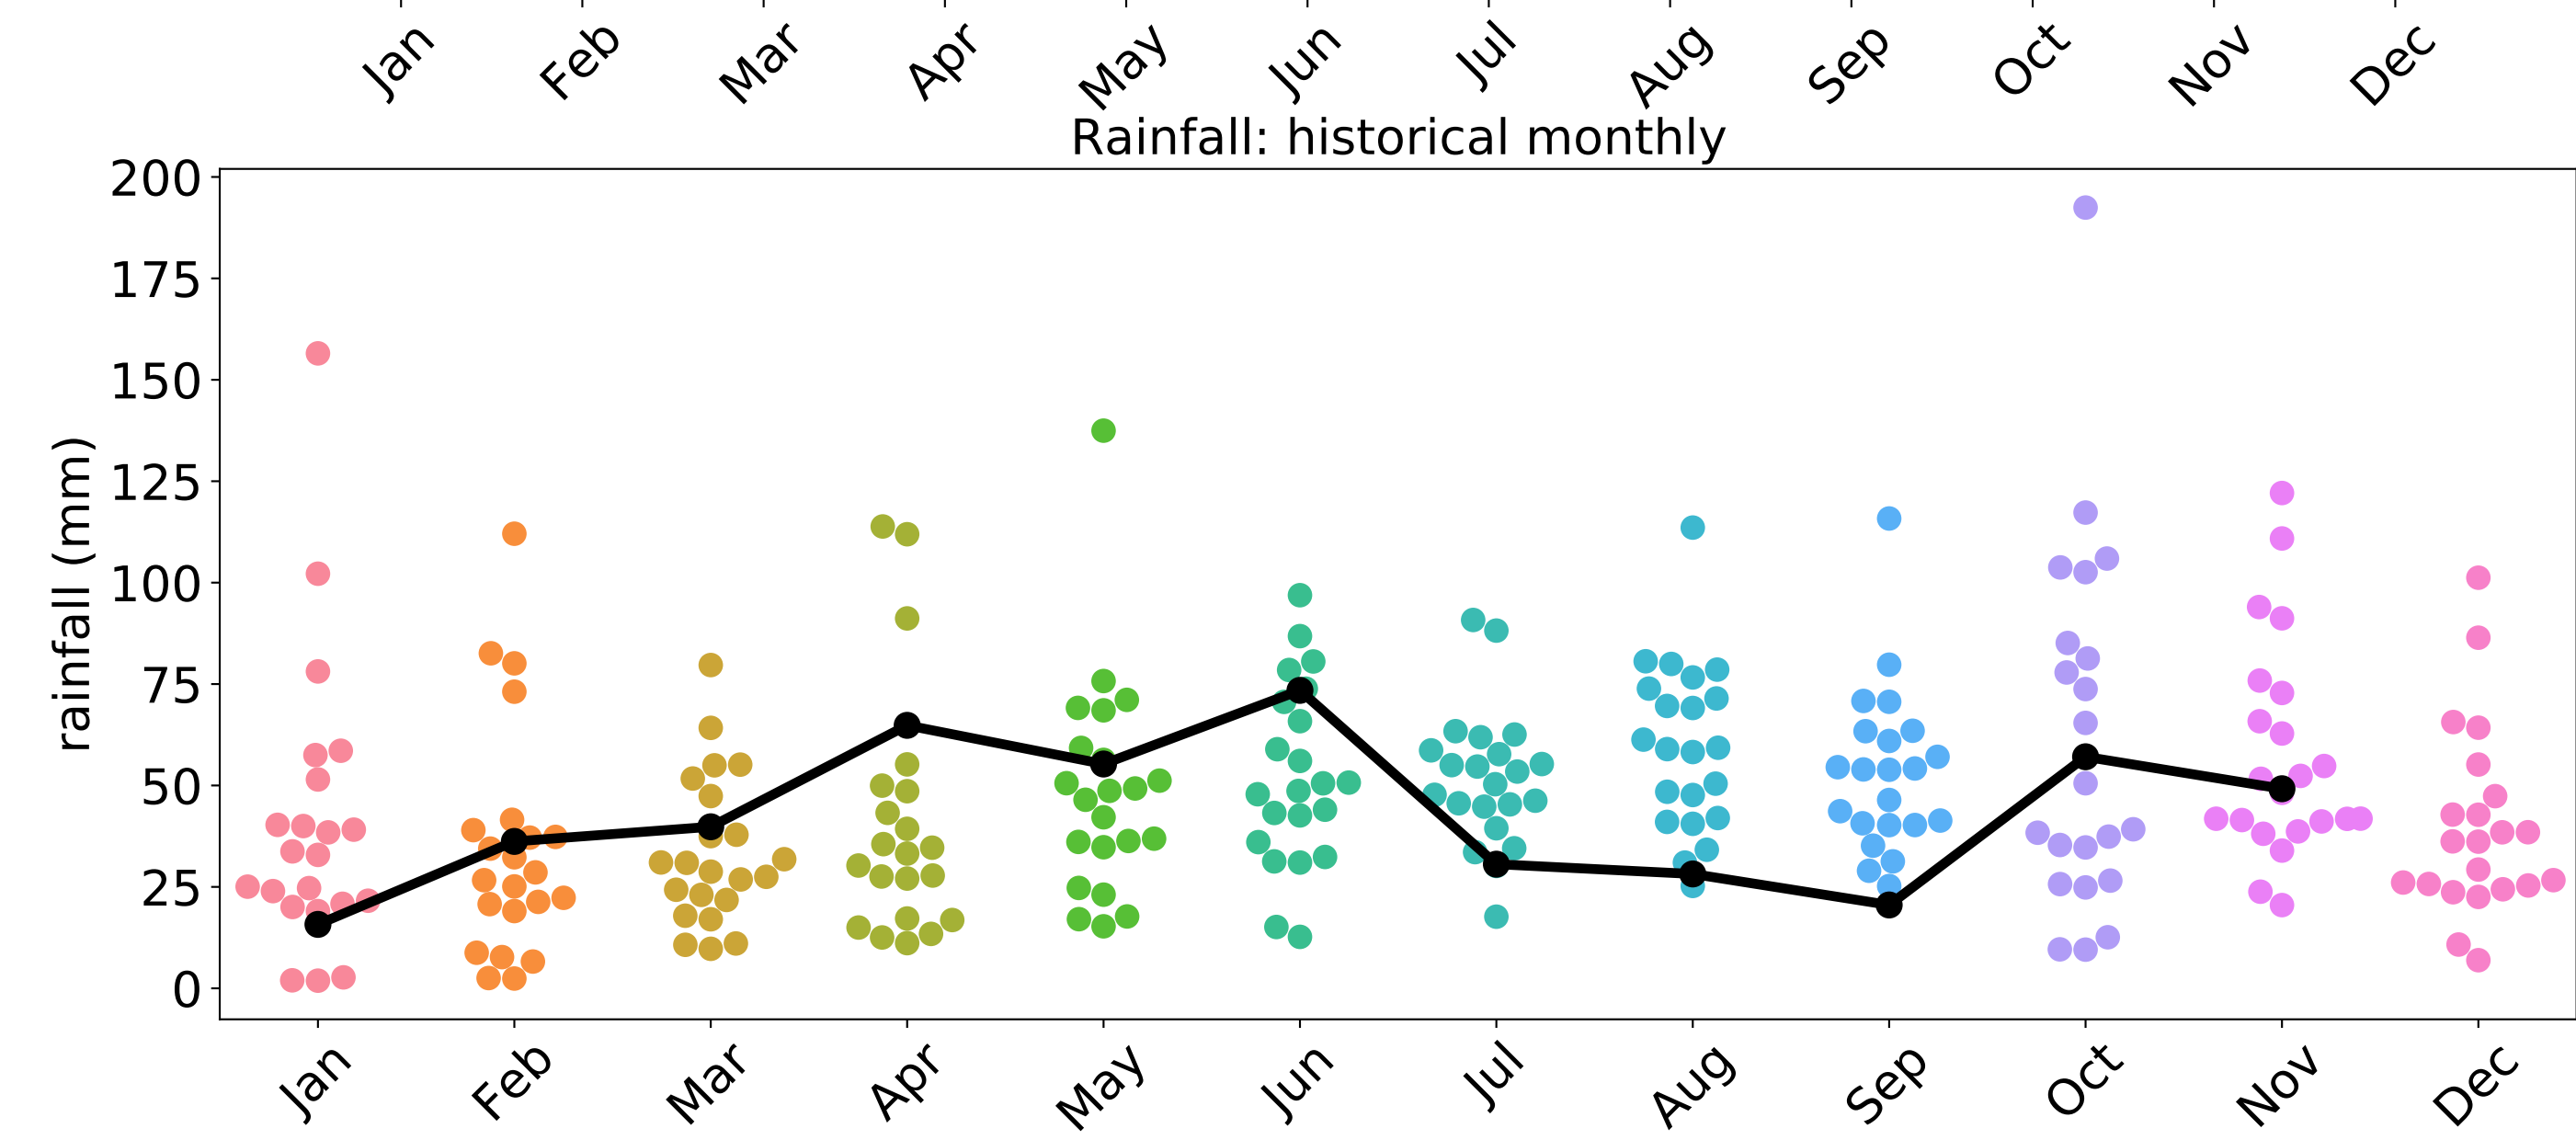 Jan Feb Mar Apr May Jun Jul Aug Sep Oct Nov Dec
Rainfall: historical monthly
200
175
150
125
100
75
50
25
0
rainfall (mm)
Jan Feb Mar Apr May Jun Jul Aug Sep Oct Nov Dec